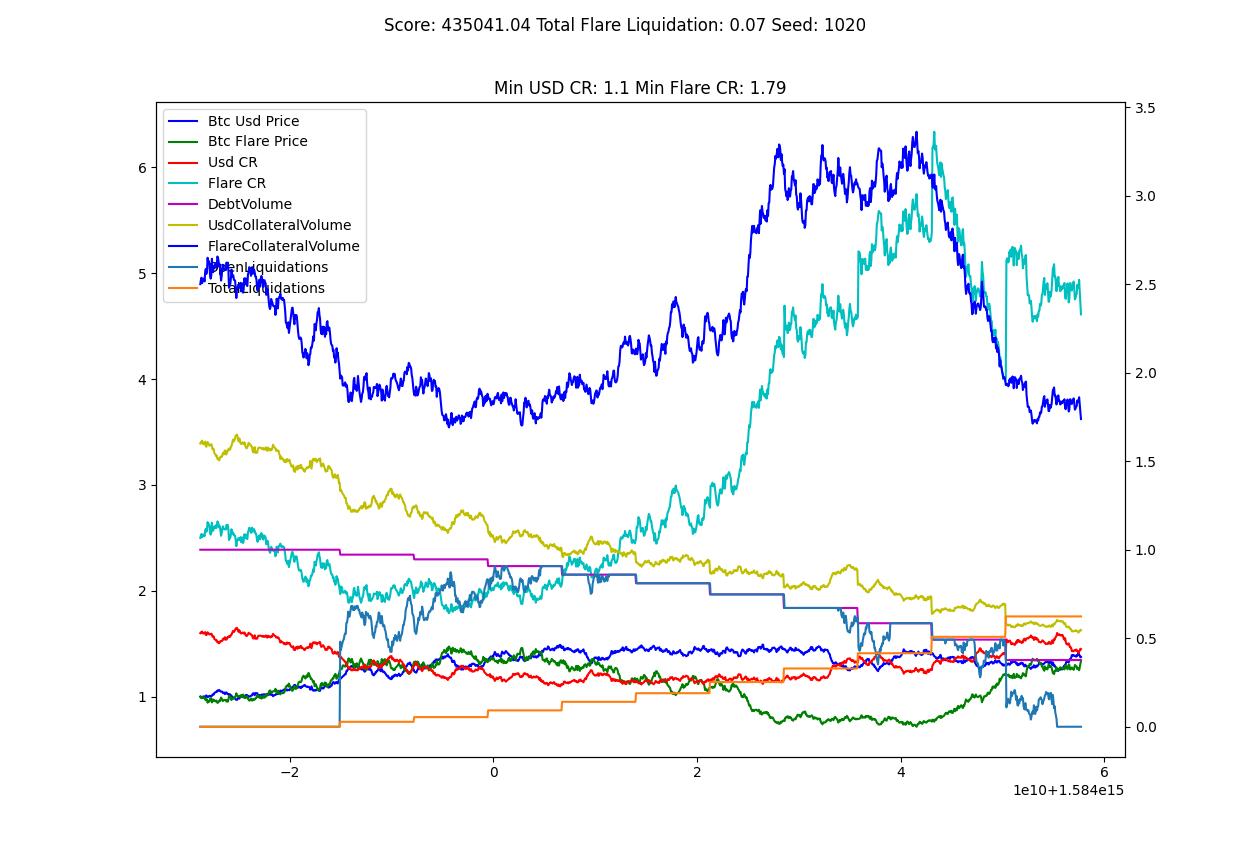 Score: 435041.04 Total Flare Liquidation: 0.07 Seed: 1020
Min USD CR: 1.1 Min Flare CR: 1.79
Btc Usd Price
Btc Flare Price
Usd CR
Flare CR
DebtVolume
UsdCollateralVolume
FlareCollateralVolume
OpenLiquidations
TotalLiquidations
6
5
4
3
2
1
3.5
3.0
2.5
2.0
1.5
1.0
0.5
0.0
−2 0 2 4 6
1e10+1.584e15